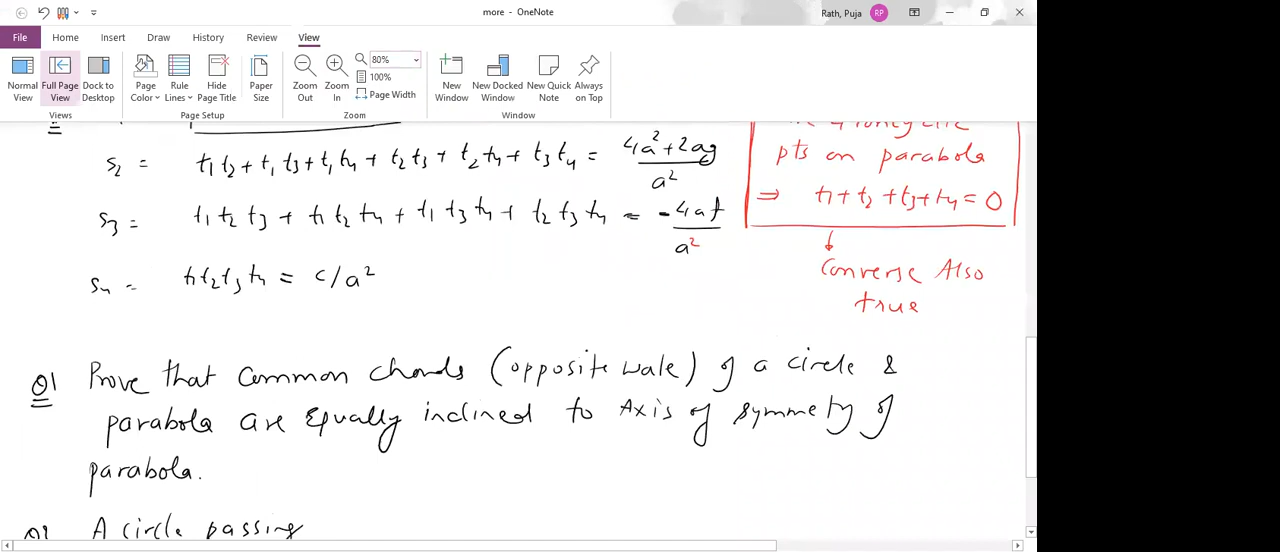 more - OneNote
Rath, Puja
RP
File Home Insert Draw History Review View
80%
100%
Page Width
Normal View
Full Page View
Dock to Desktop
Page Color
Rule Lines
Hide Page Title
Paper Size
Zoom Out
Zoom In
New Window
New Docked Window
New Quick Note
Always on Top
Views
Page Setup
Zoom
Window
S2 = t1t2 + t1t3 + t1t4 + t2t3 + t2t4 + t3t4 = 4a²+2ag / a²
S3 = t1t2t3 + t1t2t4 + t1t3t4 + t2t3t4 = -4af / a²
S4 = t1t2t3t4 = c/a²
pts on parabola
⇒ t1+t2+t3+t4=0
Converse Also
true
Q1 Prove that Common chords (opposite wale) of a circle &
parabola are Equally inclined to Axis of symmety of
parabola.
A circle passing